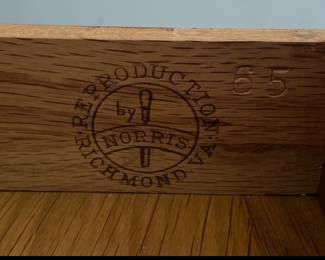 REPRODUCTION
by
NORRIS
RICHMOND.VA.
65